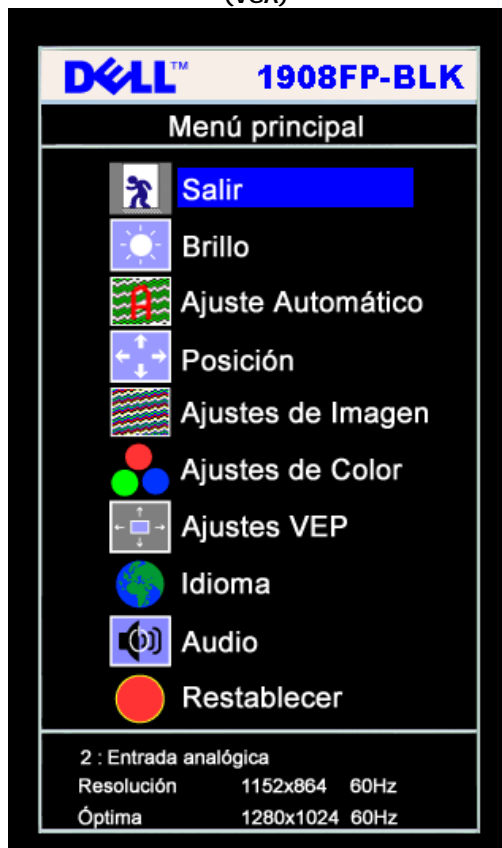 (VGA)
DELL™ 1908FP-BLK
Menú principal
Salir
Brillo
Ajuste Automático
Posición
Ajustes de Imagen
Ajustes de Color
Ajustes VEP
Idioma
Audio
Restablecer
2 : Entrada analógica
Resolución 1152x864 60Hz
Óptima 1280x1024 60Hz